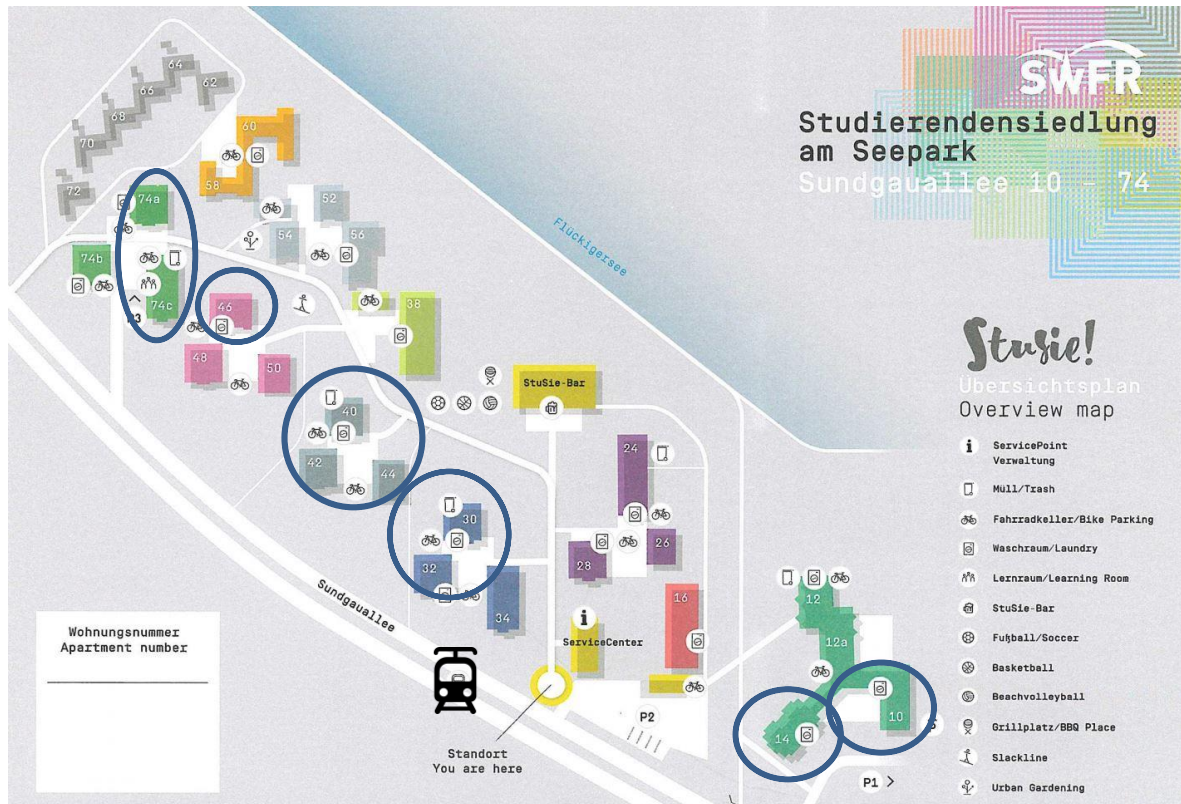 SWFR
Studierendensiedlung
am Seepark
Sundgauallee 10 - 74
Stusie!
Übersichtsplan
Overview map
ServicePoint
Verwaltung
Müll/Trash
Fahrradkeller/Bike Parking
Waschraum/Laundry
Lernraum/Learning Room
StuSie-Bar
Fußball/Soccer
Basketball
Beachvolleyball
Grillplatz/BBQ Place
Slackline
Urban Gardening
Flückigersee
64
62
66
68
70
72
60
58
74a
74b
74c
52
54
56
46
48
50
38
StuSie-Bar
40
42
44
24
26
28
30
32
34
16
ServiceCenter
12
12a
10
14
P2
P1 >
Sundgauallee
Standort
You are here
Wohnungsnummer
Apartment number